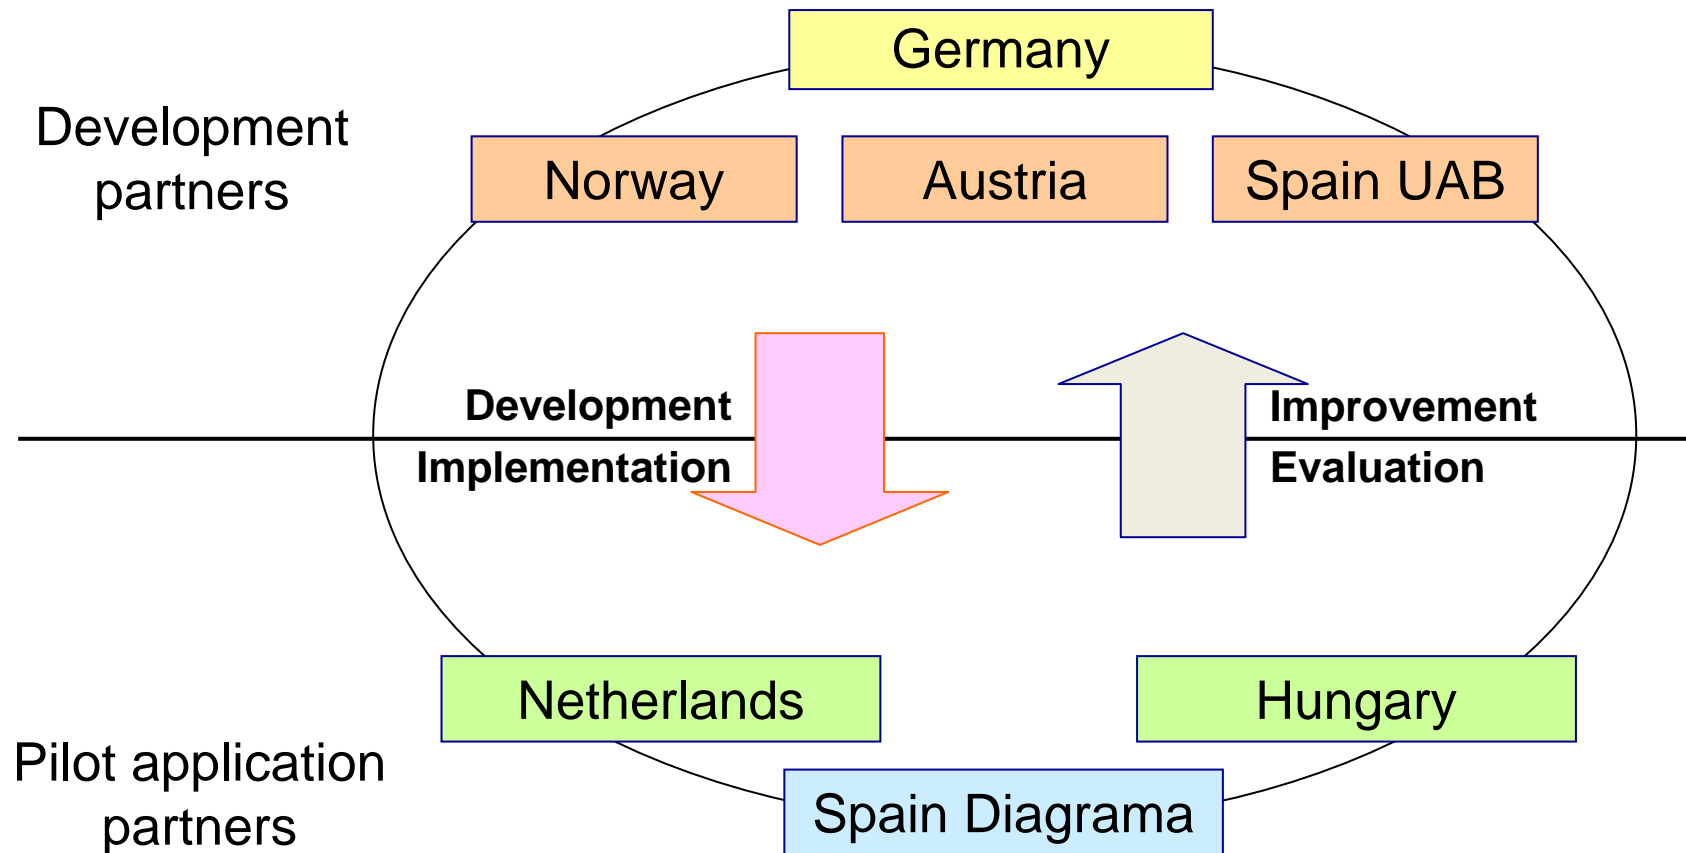 Germany
Development
partners
Norway
Austria
Spain UAB
Development
Improvement
Implementation
Evaluation
Netherlands
Hungary
Pilot application
partners
Spain Diagrama